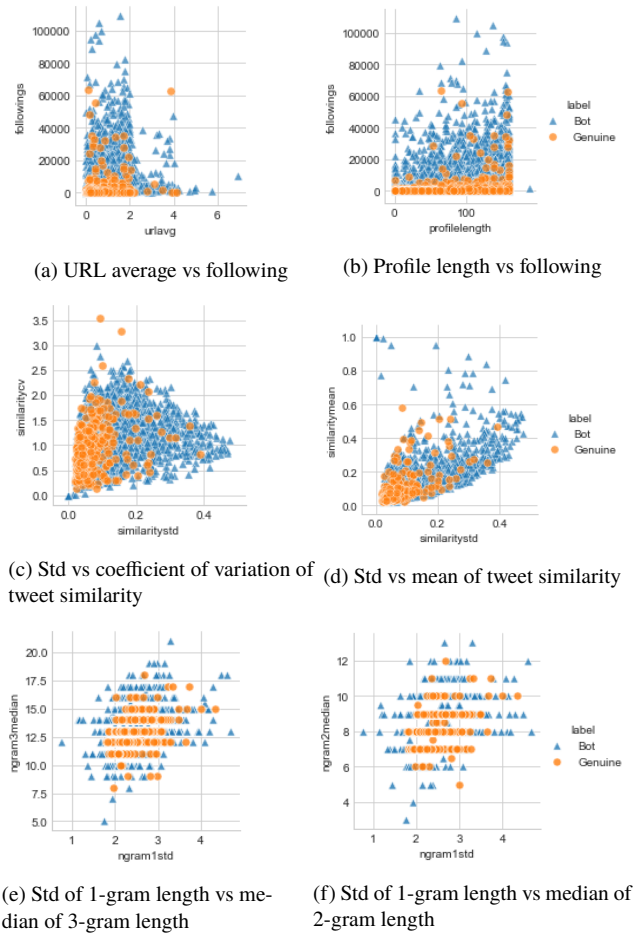 100000
80000
60000
40000
20000
0
followings
0
2
4
6
urlavg
100000
80000
60000
40000
20000
0
followings
0
100
profilelength
label
Bot
Genuine
(a) URL average vs following
(b) Profile length vs following
3.5
3.0
2.5
2.0
1.5
1.0
0.5
0.0
similaritycv
0.0
0.2
0.4
similaritystd
1.0
0.8
0.6
0.4
0.2
0.0
similaritymean
0.0
0.2
0.4
similaritystd
label
Bot
Genuine
(c) Std vs coefficient of variation of
tweet similarity
(d) Std vs mean of tweet similarity
20.0
17.5
15.0
12.5
10.0
7.5
5.0
ngram3median
1
2
3
4
ngram1std
12
10
8
6
4
ngram2median
1
2
3
4
ngram1std
label
Bot
Genuine
(e) Std of 1-gram length vs me-
dian of 3-gram length
(f) Std of 1-gram length vs median of
2-gram length